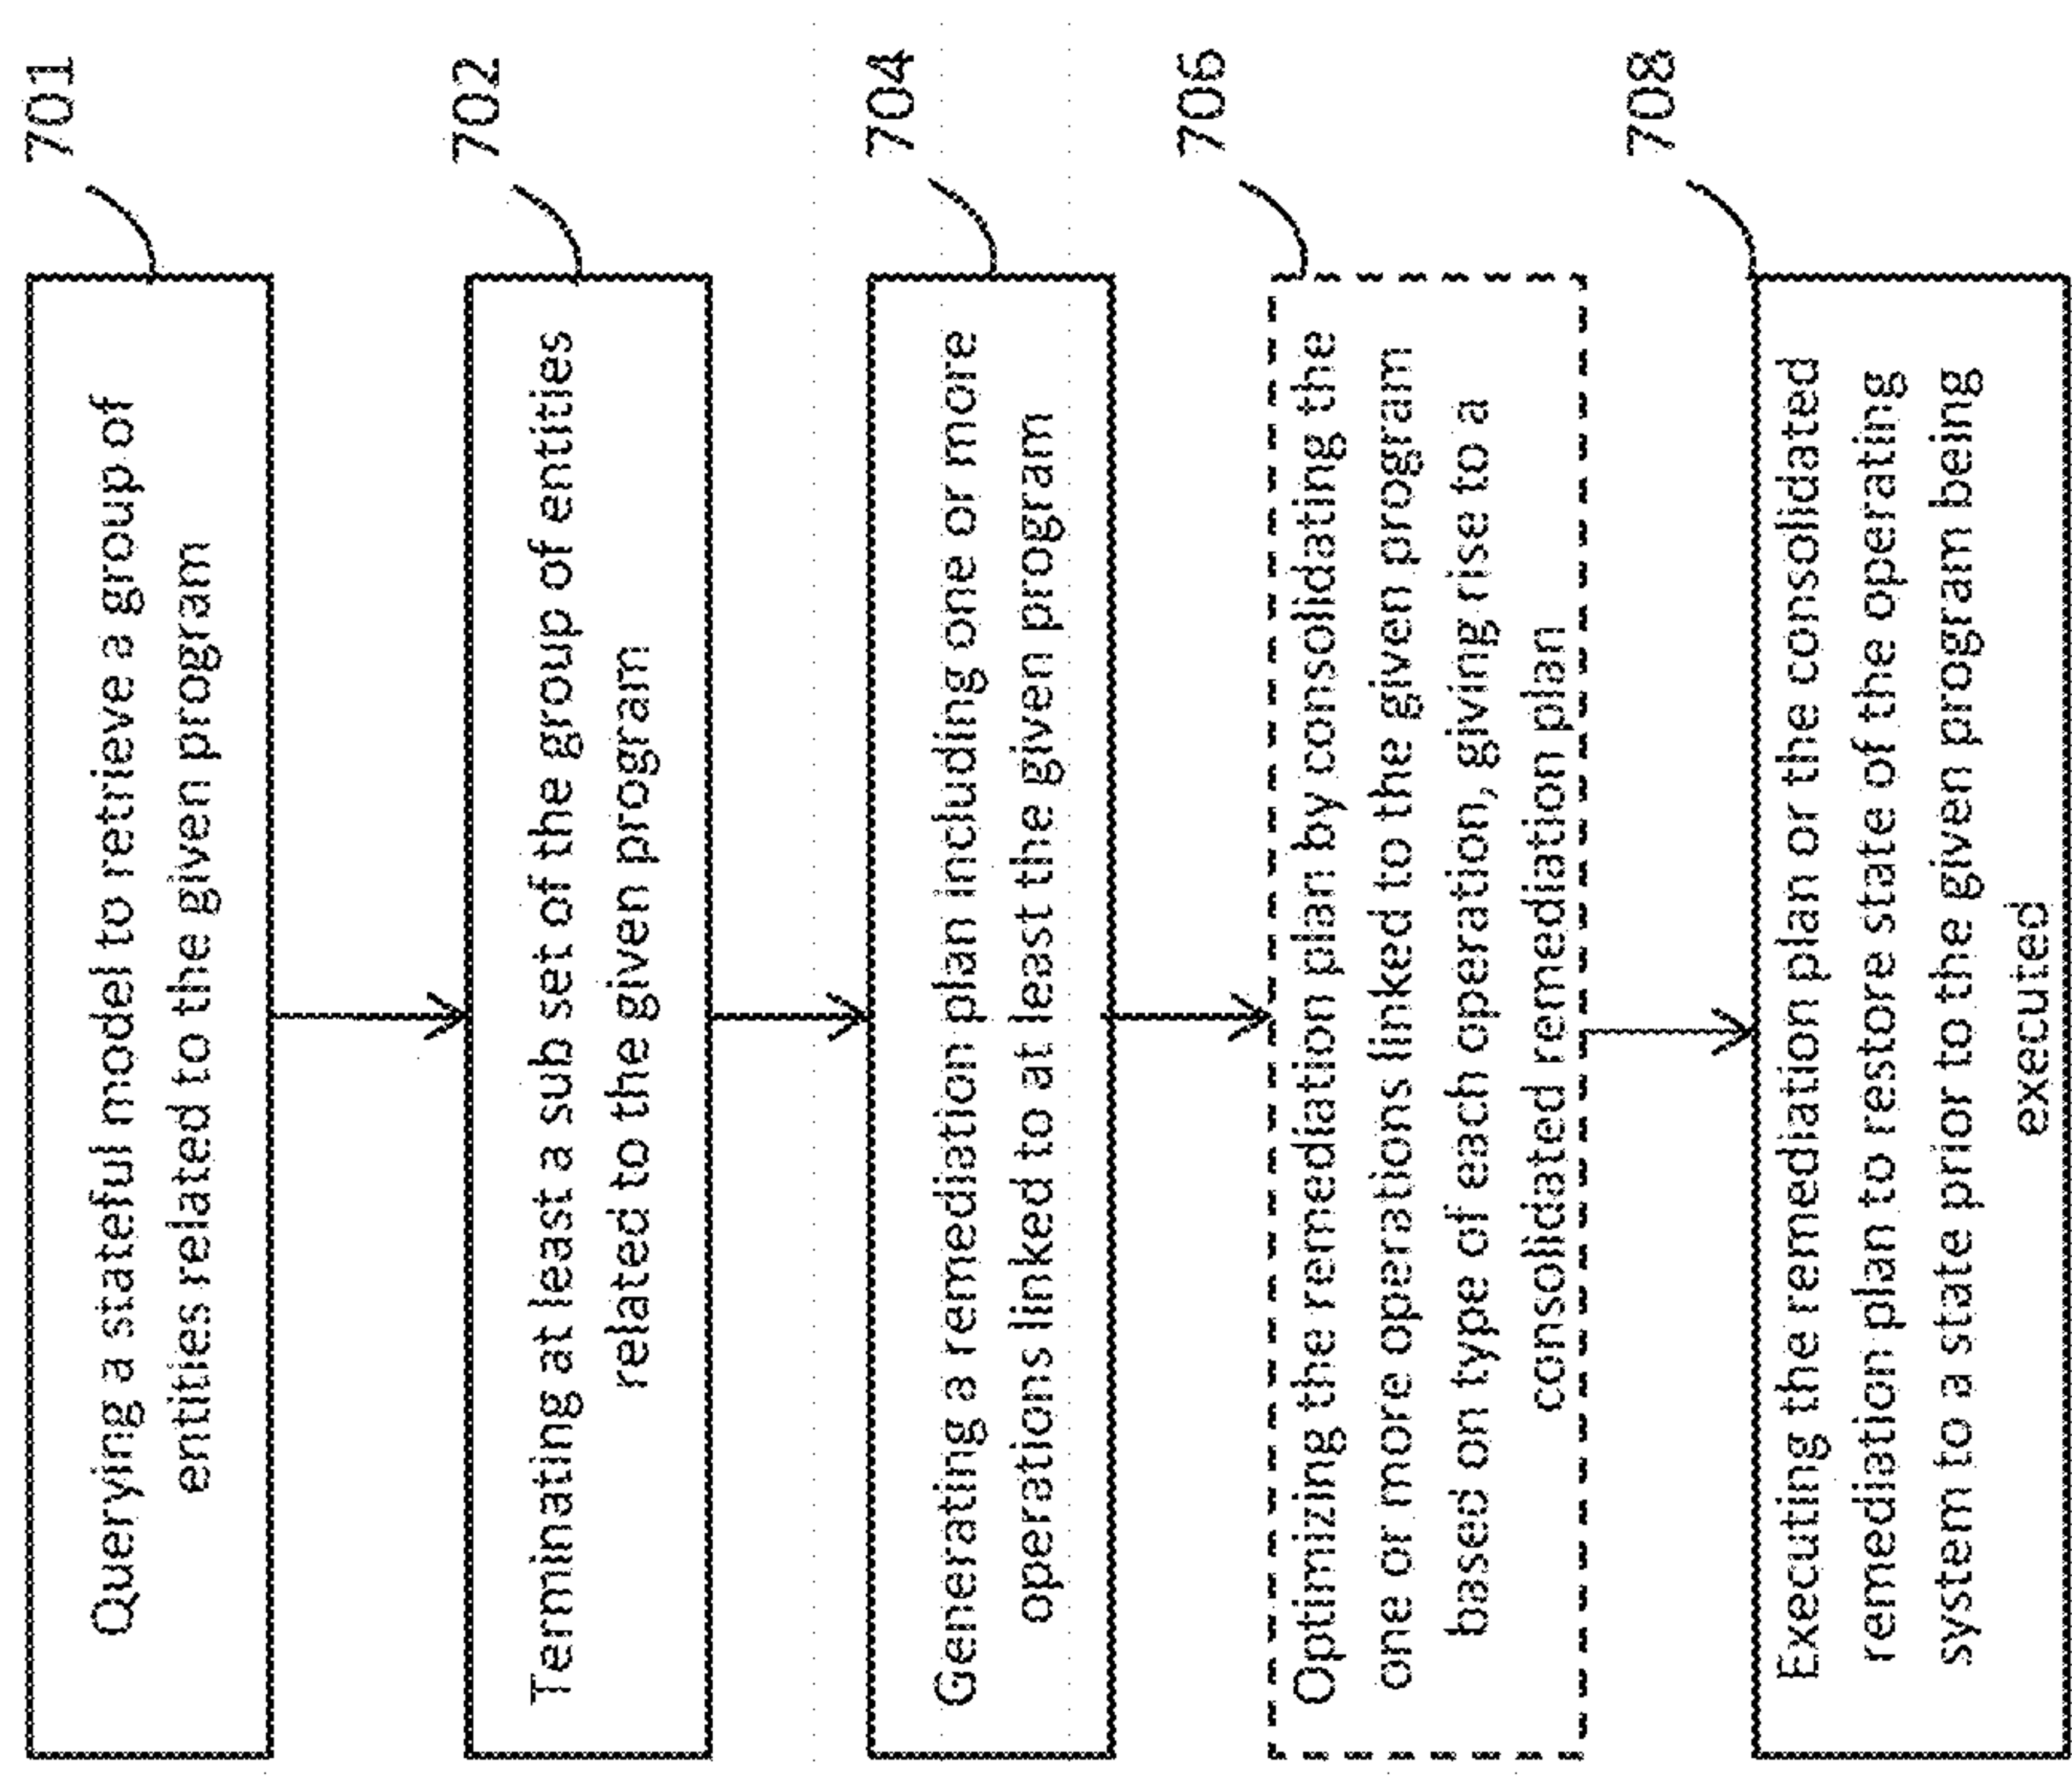 701
Querying a stateful model to retrieve a group of
entities related to the given program
702
Terminating at least a sub set of the group of entities
related to the given program
704
Generating a remediation plan including one or more
operations linked to at least the given program
706
Optimizing the remediation plan by consolidating the
one or more operations linked to the given program
based on type of each operation, giving rise to a
consolidated remediation plan
708
Executing the remediation plan or the consolidated
remediation plan to restore state of the operating
system to a state prior to the given program being
executed